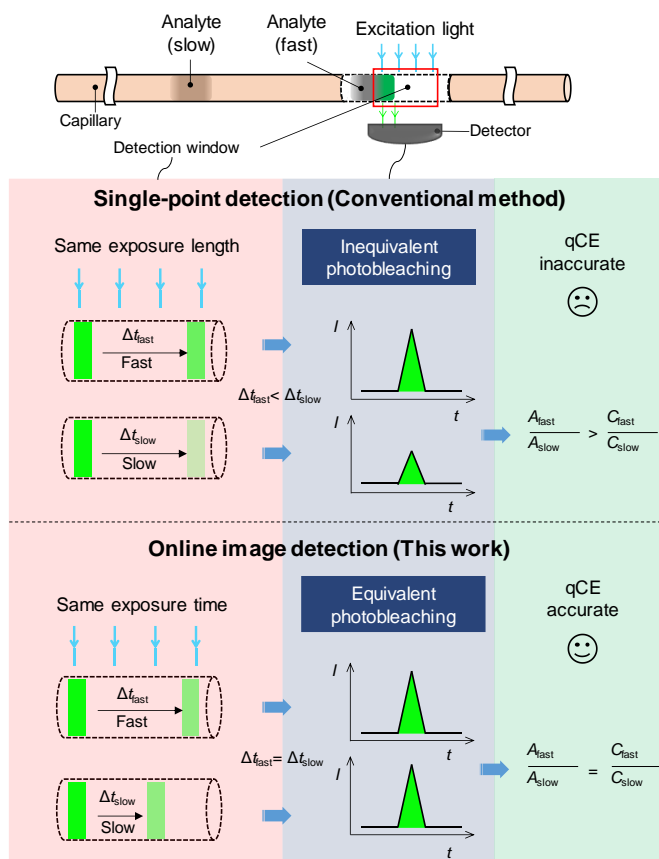 Analyte
(slow)
Analyte
(fast)
Excitation light
Capillary
Detection window
Detector
Single-point detection (Conventional method)
Same exposure length
Inequivalent
photobleaching
qCE
inaccurate
Δtfast
Fast
I
t
Δtfast< Δtslow
Δtslow
Slow
I
t
Afast
Aslow
>
Cfast
Cslow
Online image detection (This work)
Same exposure time
Equivalent
photobleaching
qCE
accurate
Δtfast
Fast
I
t
Δtfast= Δtslow
Δtslow
Slow
I
t
Afast
Aslow
=
Cfast
Cslow